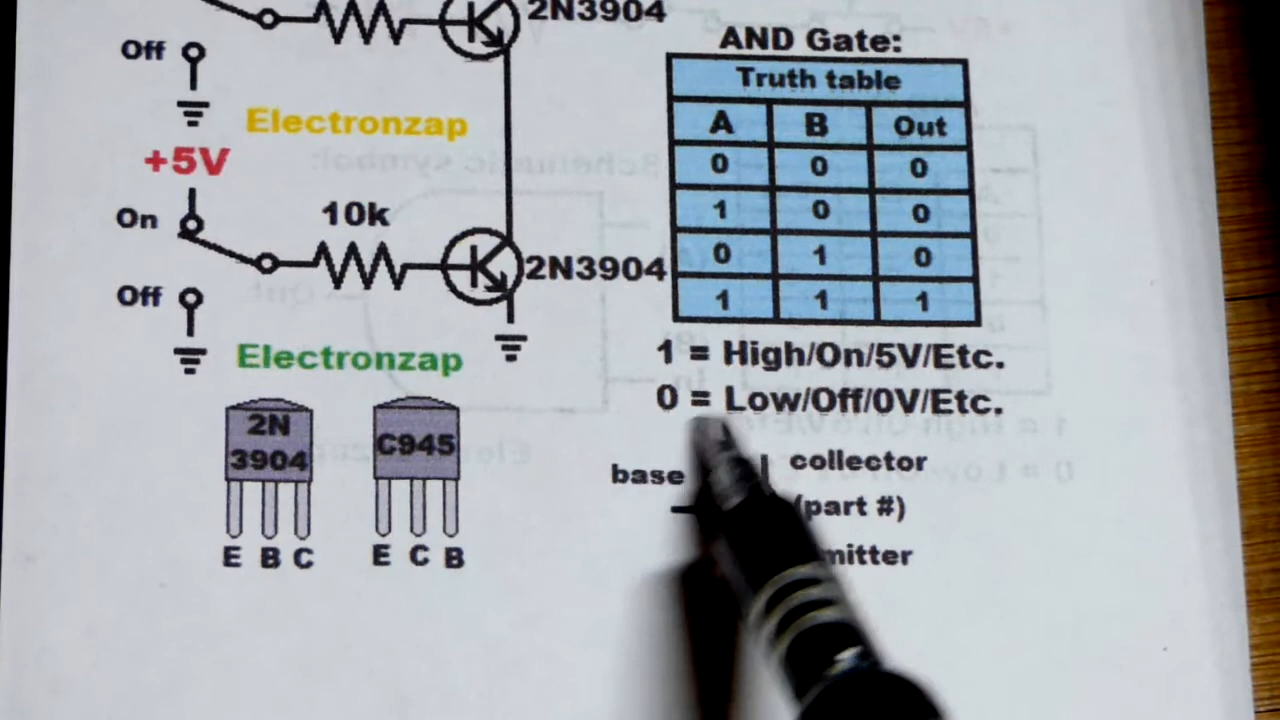 2N3904
Off
Electronzap
+5V
On
10k
2N3904
Off
Electronzap
2N
3904
E B C
C945
E C B
AND Gate:
Truth table
A B Out
0 0 0
1 0 0
0 1 0
1 1 1
1 = High/On/5V/Etc.
0 = Low/Off/0V/Etc.
base
collector
(part #)
mitter